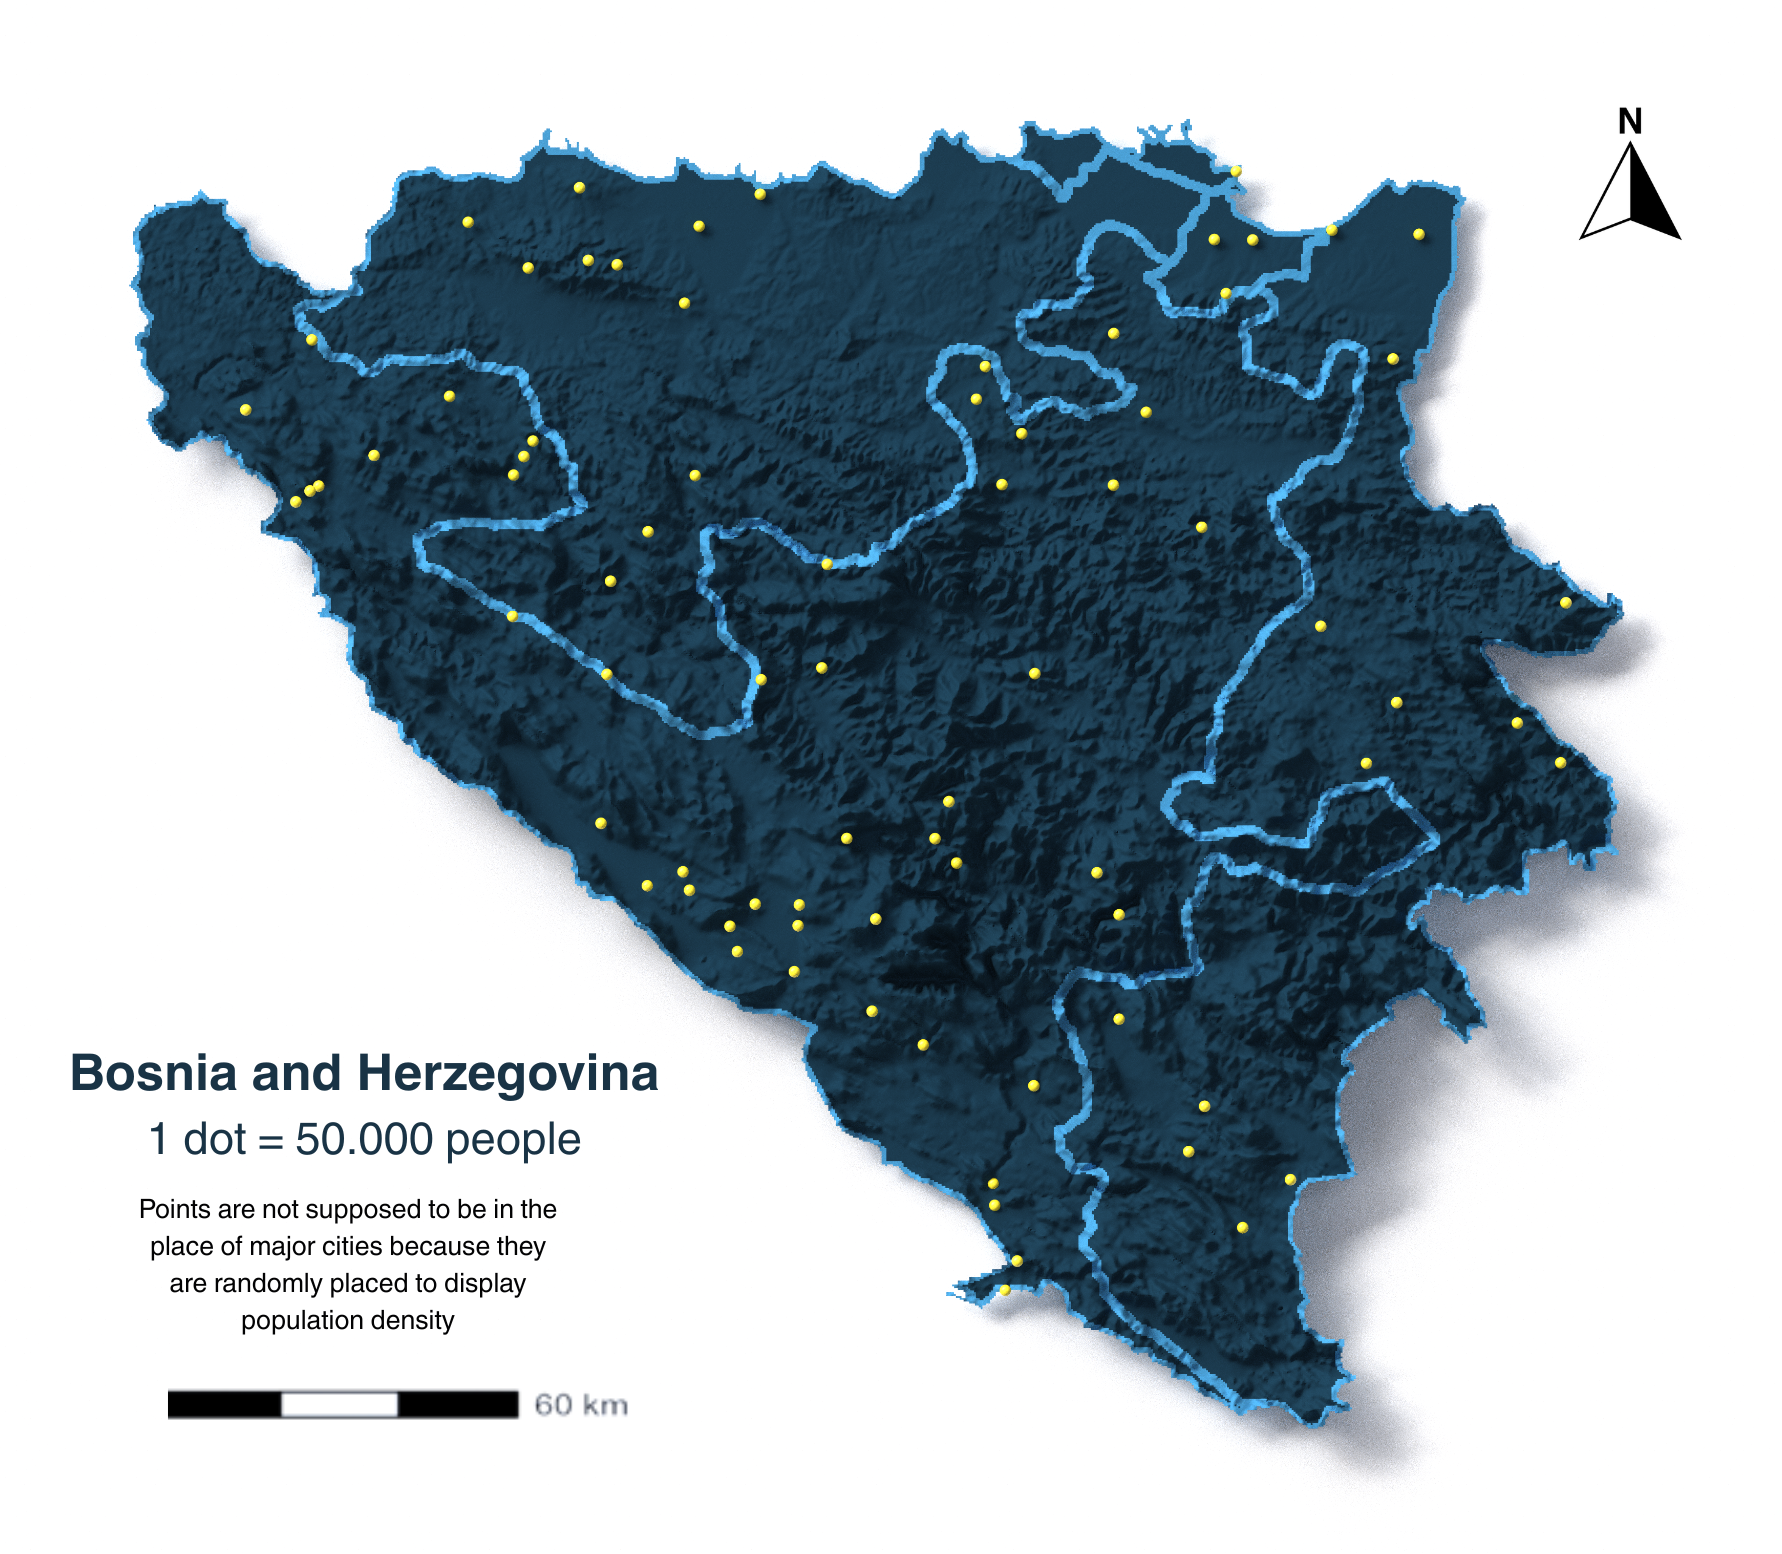 N
Bosnia and Herzegovina
1 dot = 50.000 people
Points are not supposed to be in the
place of major cities because they
are randomly placed to display
population density
60 km